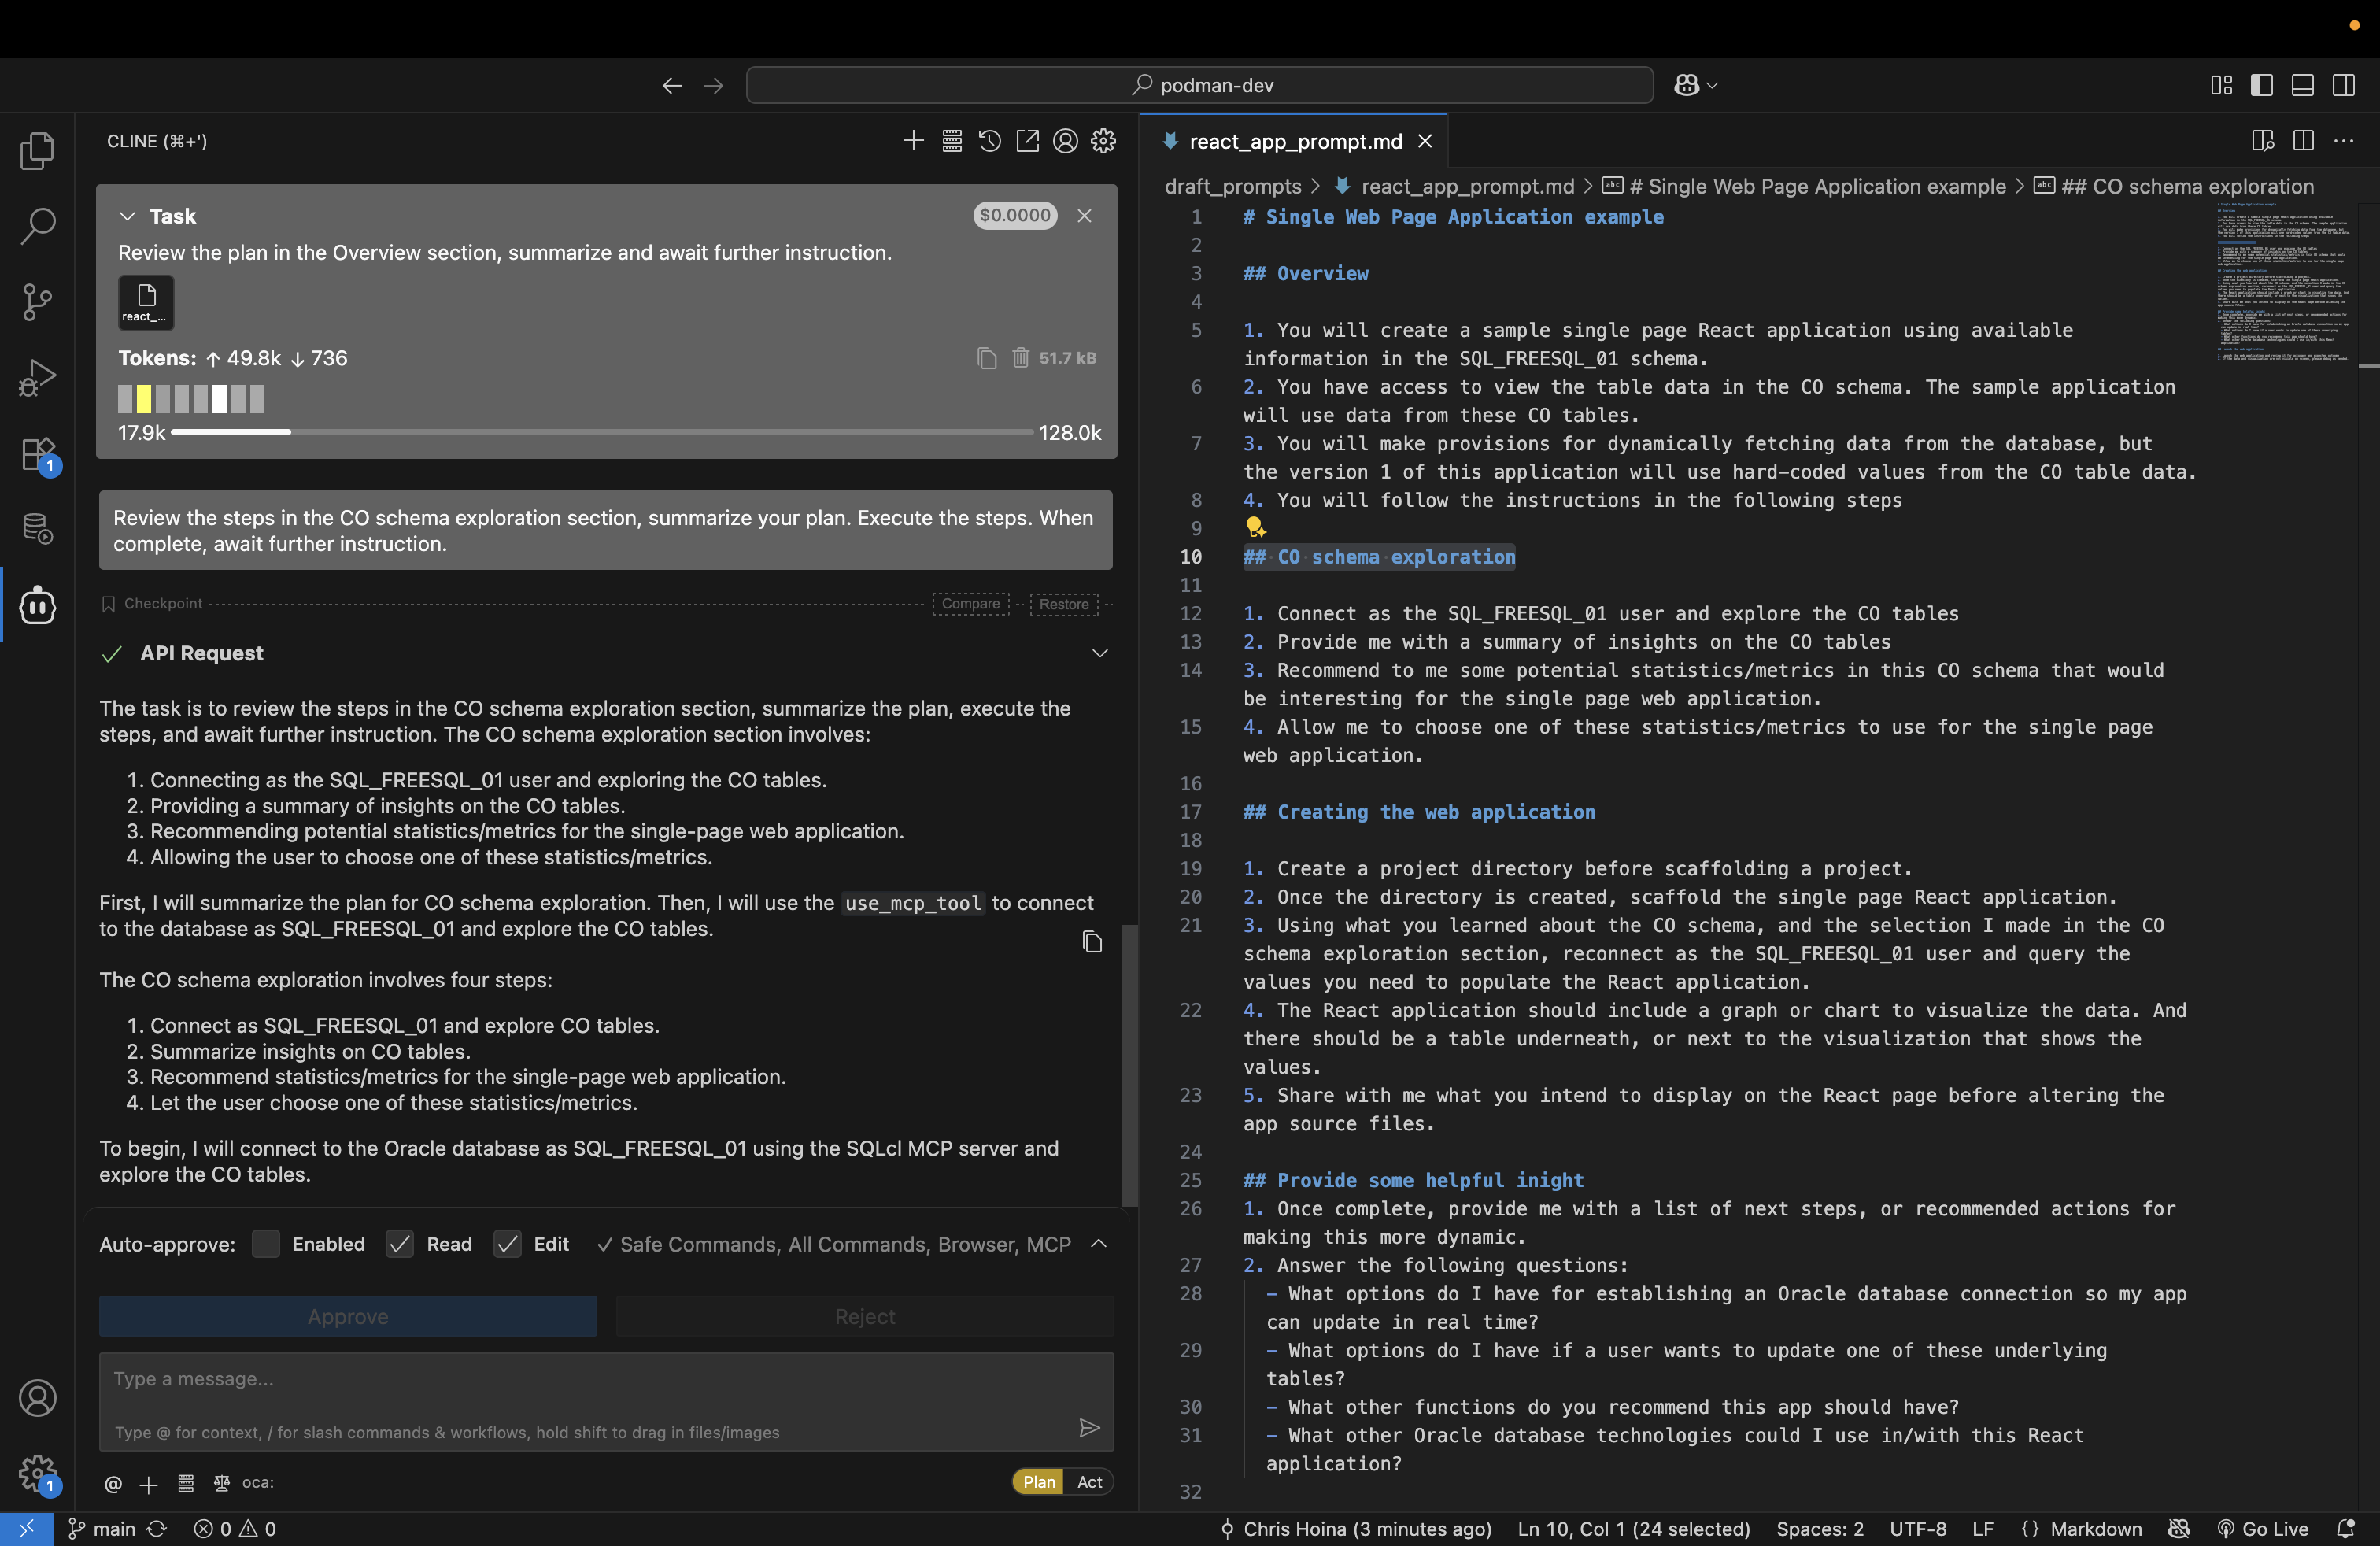 podman-dev
CLINE (⌘+')
Task
$0.0000
Review the plan in the Overview section, summarize and await further instruction.
react_...
Tokens: ↑ 49.8k ↓ 736
51.7 kB
17.9k
128.0k
Review the steps in the CO schema exploration section, summarize your plan. Execute the steps. When
complete, await further instruction.
Checkpoint
Compare
Restore
API Request
The task is to review the steps in the CO schema exploration section, summarize the plan, execute the
steps, and await further instruction. The CO schema exploration section involves:
1. Connecting as the SQL_FREESQL_01 user and exploring the CO tables.
2. Providing a summary of insights on the CO tables.
3. Recommending potential statistics/metrics for the single-page web application.
4. Allowing the user to choose one of these statistics/metrics.
First, I will summarize the plan for CO schema exploration. Then, I will use the use_mcp_tool to connect
to the database as SQL_FREESQL_01 and explore the CO tables.
The CO schema exploration involves four steps:
1. Connect as SQL_FREESQL_01 and explore CO tables.
2. Summarize insights on CO tables.
3. Recommend statistics/metrics for the single-page web application.
4. Let the user choose one of these statistics/metrics.
To begin, I will connect to the Oracle database as SQL_FREESQL_01 using the SQLcl MCP server and
explore the CO tables.
Auto-approve: Enabled Read Edit ✓ Safe Commands, All Commands, Browser, MCP
Approve
Reject
Type a message...
Type @ for context, / for slash commands & workflows, hold shift to drag in files/images
@ oca:
Plan Act
1
1
react_app_prompt.md
draft_prompts > react_app_prompt.md > # Single Web Page Application example > ## CO schema exploration
1 # Single Web Page Application example
2
3 ## Overview
4
5 1. You will create a sample single page React application using available
information in the SQL_FREESQL_01 schema.
6 2. You have access to view the table data in the CO schema. The sample application
will use data from these CO tables.
7 3. You will make provisions for dynamically fetching data from the database, but
the version 1 of this application will use hard-coded values from the CO table data.
8 4. You will follow the instructions in the following steps
9
10 ## CO schema exploration
11
12 1. Connect as the SQL_FREESQL_01 user and explore the CO tables
13 2. Provide me with a summary of insights on the CO tables
14 3. Recommend to me some potential statistics/metrics in this CO schema that would
be interesting for the single page web application.
15 4. Allow me to choose one of these statistics/metrics to use for the single page
web application.
16
17 ## Creating the web application
18
19 1. Create a project directory before scaffolding a project.
20 2. Once the directory is created, scaffold the single page React application.
21 3. Using what you learned about the CO schema, and the selection I made in the CO
schema exploration section, reconnect as the SQL_FREESQL_01 user and query the
values you need to populate the React application.
22 4. The React application should include a graph or chart to visualize the data. And
there should be a table underneath, or next to the visualization that shows the
values.
23 5. Share with me what you intend to display on the React page before altering the
app source files.
24
25 ## Provide some helpful inight
26 1. Once complete, provide me with a list of next steps, or recommended actions for
making this more dynamic.
27 2. Answer the following questions:
28 - What options do I have for establishing an Oracle database connection so my app
can update in real time?
29 - What options do I have if a user wants to update one of these underlying
tables?
30 - What other functions do you recommend this app should have?
31 - What other Oracle database technologies could I use in/with this React
application?
32
main 0 0
Chris Hoina (3 minutes ago) Ln 10, Col 1 (24 selected) Spaces: 2 UTF-8 LF {} Markdown Go Live